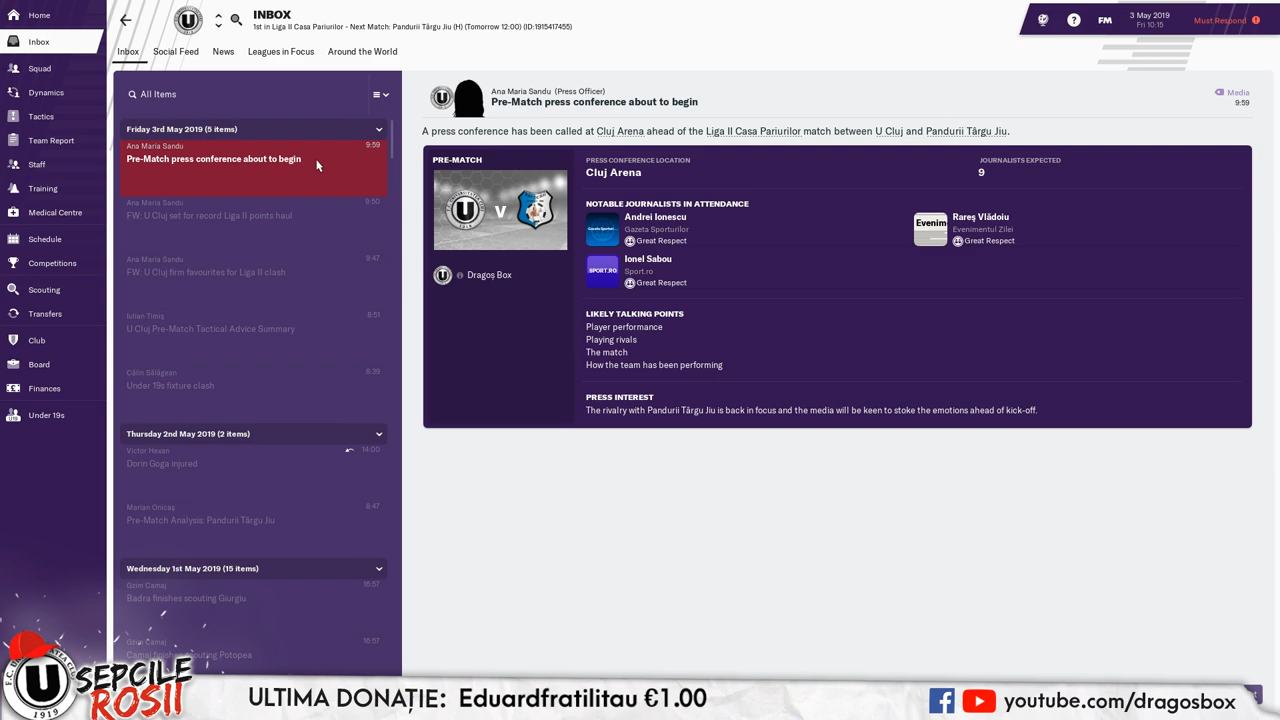 Home
Inbox
Squad
Dynamics
Tactics
Team Report
Staff
Training
Medical Centre
Schedule
Competitions
Scouting
Transfers
Club
Board
Finances
Under 19s
INBOX
1st in Liga II Casa Pariurilor - Next Match: Pandurii Târgu Jiu (H) (Tomorrow 12:00) (ID:1915417455)
FM
3 May 2019
Fri 10:15
Must Respond
Inbox Social Feed News Leagues in Focus Around the World
All Items
Friday 3rd May 2019 (5 items)
Ana Maria Sandu 9:59
Pre-Match press conference about to begin
Ana Maria Sandu 9:50
FW: U Cluj set for record Liga II points haul
Ana Maria Sandu 9:47
FW: U Cluj firm favourites for Liga II clash
Iulian Timiș 8:51
U Cluj Pre-Match Tactical Advice Summary
Călin Sălăgean 8:39
Under 19s fixture clash
Thursday 2nd May 2019 (2 items)
Victor Hevan 14:00
Dorin Goga injured
Marian Onicaș 8:47
Pre-Match Analysis: Pandurii Târgu Jiu
Wednesday 1st May 2019 (15 items)
Gzim Camaj 16:57
Badra finishes scouting Giurgiu
Gzim Camaj 16:57
Camaj finishes scouting Potopea
Ana Maria Sandu (Press Officer)
Pre-Match press conference about to begin
Media
9:59
A press conference has been called at Cluj Arena ahead of the Liga II Casa Pariurilor match between U Cluj and Pandurii Târgu Jiu.
PRE-MATCH
U V
Dragoș Box
PRESS CONFERENCE LOCATION
Cluj Arena
JOURNALISTS EXPECTED
9
NOTABLE JOURNALISTS IN ATTENDANCE
Andrei Ionescu
Gazeta Sporturilor
Great Respect
Rareș Vlădoiu
Evenimentul Zilei
Great Respect
Evenim
SPORT.RO
Ionel Sabou
Sport.ro
Great Respect
LIKELY TALKING POINTS
Player performance
Playing rivals
The match
How the team has been performing
PRESS INTEREST
The rivalry with Pandurii Târgu Jiu is back in focus and the media will be keen to stoke the emotions ahead of kick-off.
U
1919
SEPCILE
ROSII
ULTIMA DONAȚIE: Eduardfratilitau €1.00
youtube.com/dragosbox